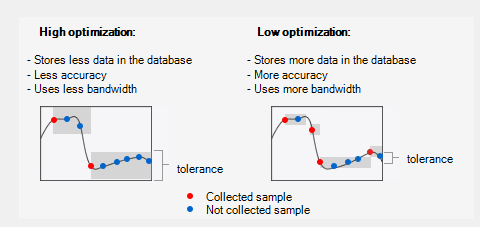 High optimization:
- Stores less data in the database
- Less accuracy
- Uses less bandwidth
tolerance
Low optimization:
- Stores more data in the database
- More accuracy
- Uses more bandwidth
tolerance
Collected sample
Not collected sample